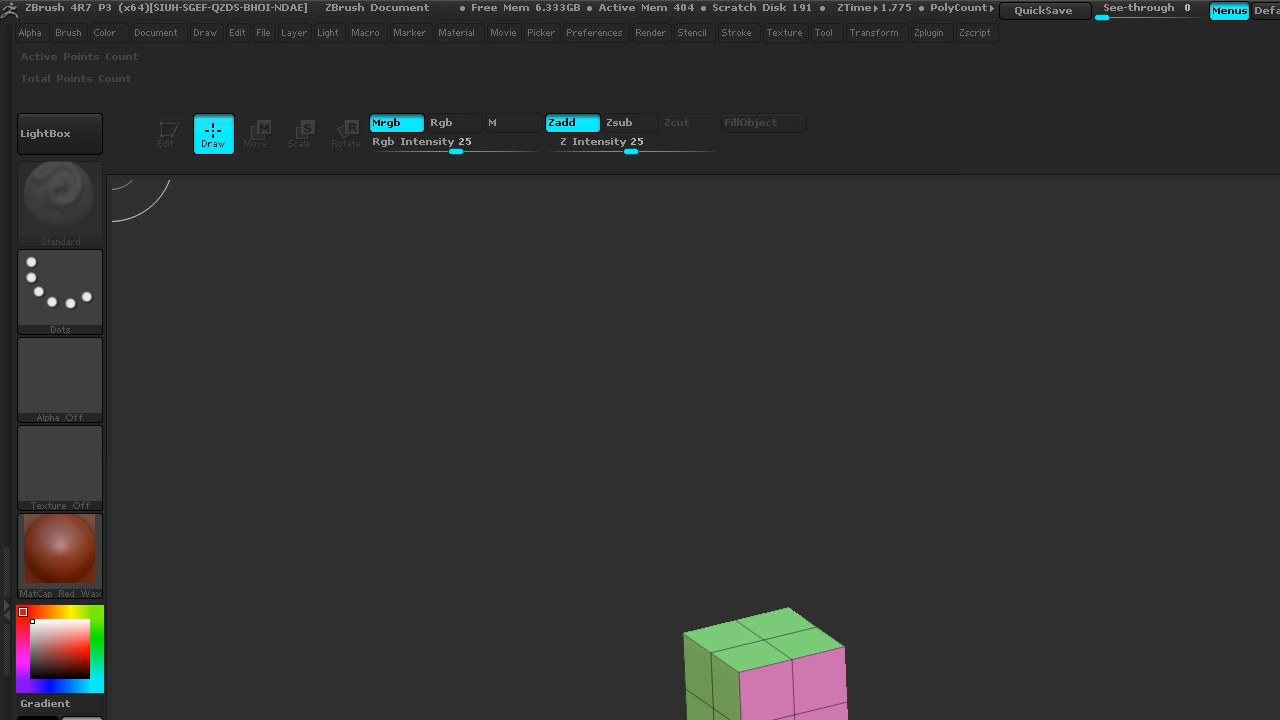 ZBrush 4R7 P3 (x64)[SIUH-SGEF-QZDS-BHOI-NDAE] ZBrush Document ● Free Mem 6.333GB ● Active Mem 404 ● Scratch Disk 191 ● ZTime▸1.775 ● PolyCount▸ QuickSave See-through 0 Menus Defa
Alpha Brush Color Document Draw Edit File Layer Light Macro Marker Material Movie Picker Preferences Render Stencil Stroke Texture Tool Transform Zplugin Zscript
Active Points Count
Total Points Count
LightBox Edit Draw Move Scale Rotate Mrgb Rgb M Zadd Zsub Zcut FillObject
Rgb Intensity 25 Z Intensity 25
Standard
Dots
Alpha Off
Texture Off
MatCap Red Wax
Gradient